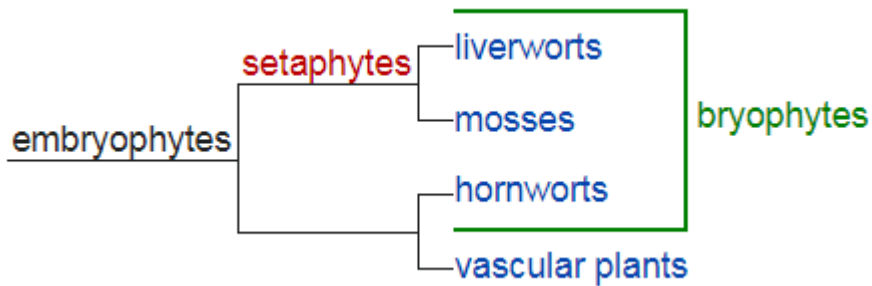 liverworts
setaphytes
mosses
bryophytes
embryophytes
hornworts
vascular plants